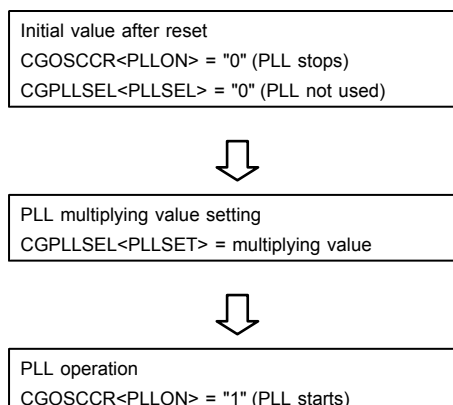 Initial value after reset
CGOSCCR<PLLON> = "0" (PLL stops)
CGPLLSEL<PLLSEL> = "0" (PLL not used)
PLL multiplying value setting
CGPLLSEL<PLLSET> = multiplying value
PLL operation
CGOSCCR<PLLON> = "1" (PLL starts)